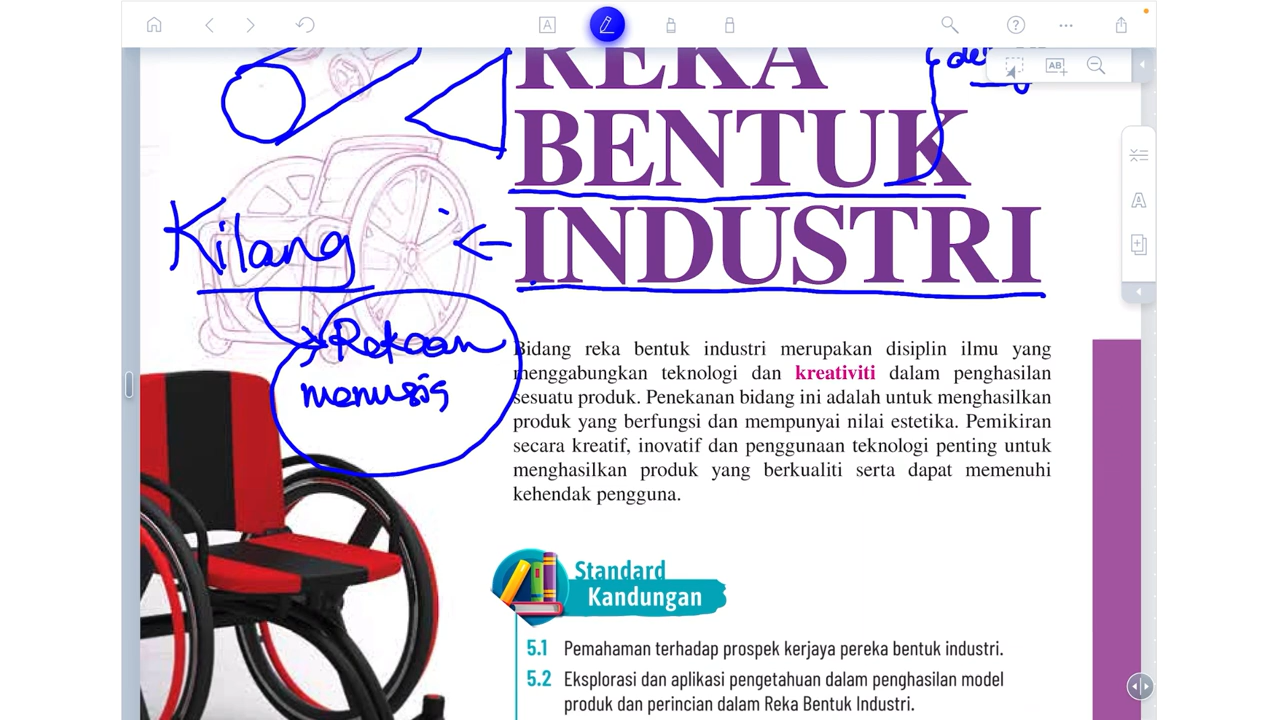 REKA
BENTUK
INDUSTRI
Kilang
Rekaan
manusia
Bidang reka bentuk industri merupakan disiplin ilmu yang
menggabungkan teknologi dan kreativiti dalam penghasilan
sesuatu produk. Penekanan bidang ini adalah untuk menghasilkan
produk yang berfungsi dan mempunyai nilai estetika. Pemikiran
secara kreatif, inovatif dan penggunaan teknologi penting untuk
menghasilkan produk yang berkualiti serta dapat memenuhi
kehendak pengguna.
Standard
Kandungan
5.1 Pemahaman terhadap prospek kerjaya pereka bentuk industri.
5.2 Eksplorasi dan aplikasi pengetahuan dalam penghasilan model
produk dan perincian dalam Reka Bentuk Industri.